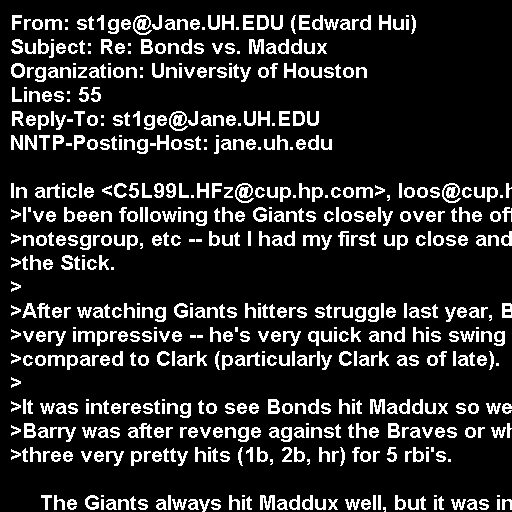 From: st1ge@Jane.UH.EDU (Edward Hui)
Subject: Re: Bonds vs. Maddux
Organization: University of Houston
Lines: 55
Reply-To: st1ge@Jane.UH.EDU
NNTP-Posting-Host: jane.uh.edu
In article <C5L99L.HFz@cup.hp.com>, loos@cup.h
>I've been following the Giants closely over the of
>notesgroup, etc -- but I had my first up close and
>the Stick.
>
>After watching Giants hitters struggle last year, B
>very impressive -- he's very quick and his swing
>compared to Clark (particularly Clark as of late).
>
>It was interesting to see Bonds hit Maddux so we
>Barry was after revenge against the Braves or wh
>three very pretty hits (1b, 2b, hr) for 5 rbi's.
The Giants always hit Maddux well, but it was in